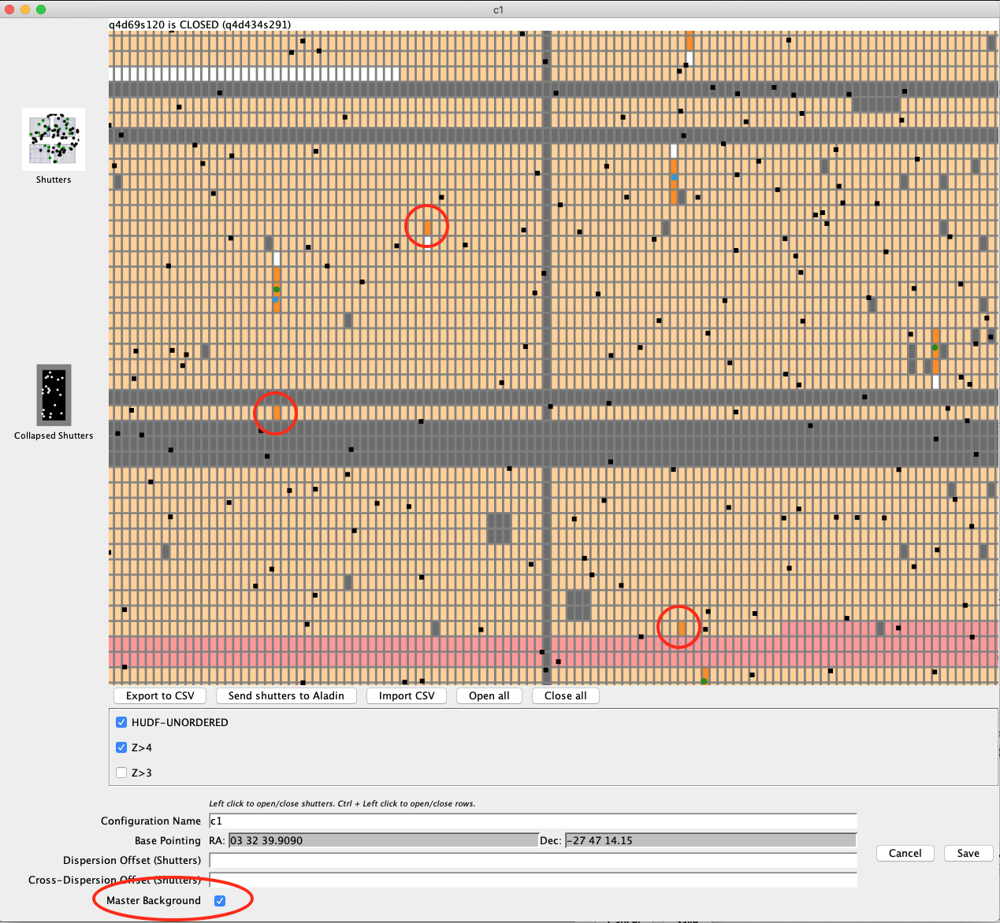 c1
q4d69s120 is CLOSED (q4d434s291)
Shutters
Collapsed Shutters
Export to CSV Send shutters to Aladin Import CSV Open all Close all
HUDF-UNORDERED
Z>4
Z>3
Left click to open/close shutters. Ctrl + Left click to open/close rows.
Configuration Name c1
Base Pointing RA: 03 32 39.9090 Dec: -27 47 14.15
Dispersion Offset (Shutters)
Cancel Save
Cross-Dispersion Offset (Shutters)
Master Background